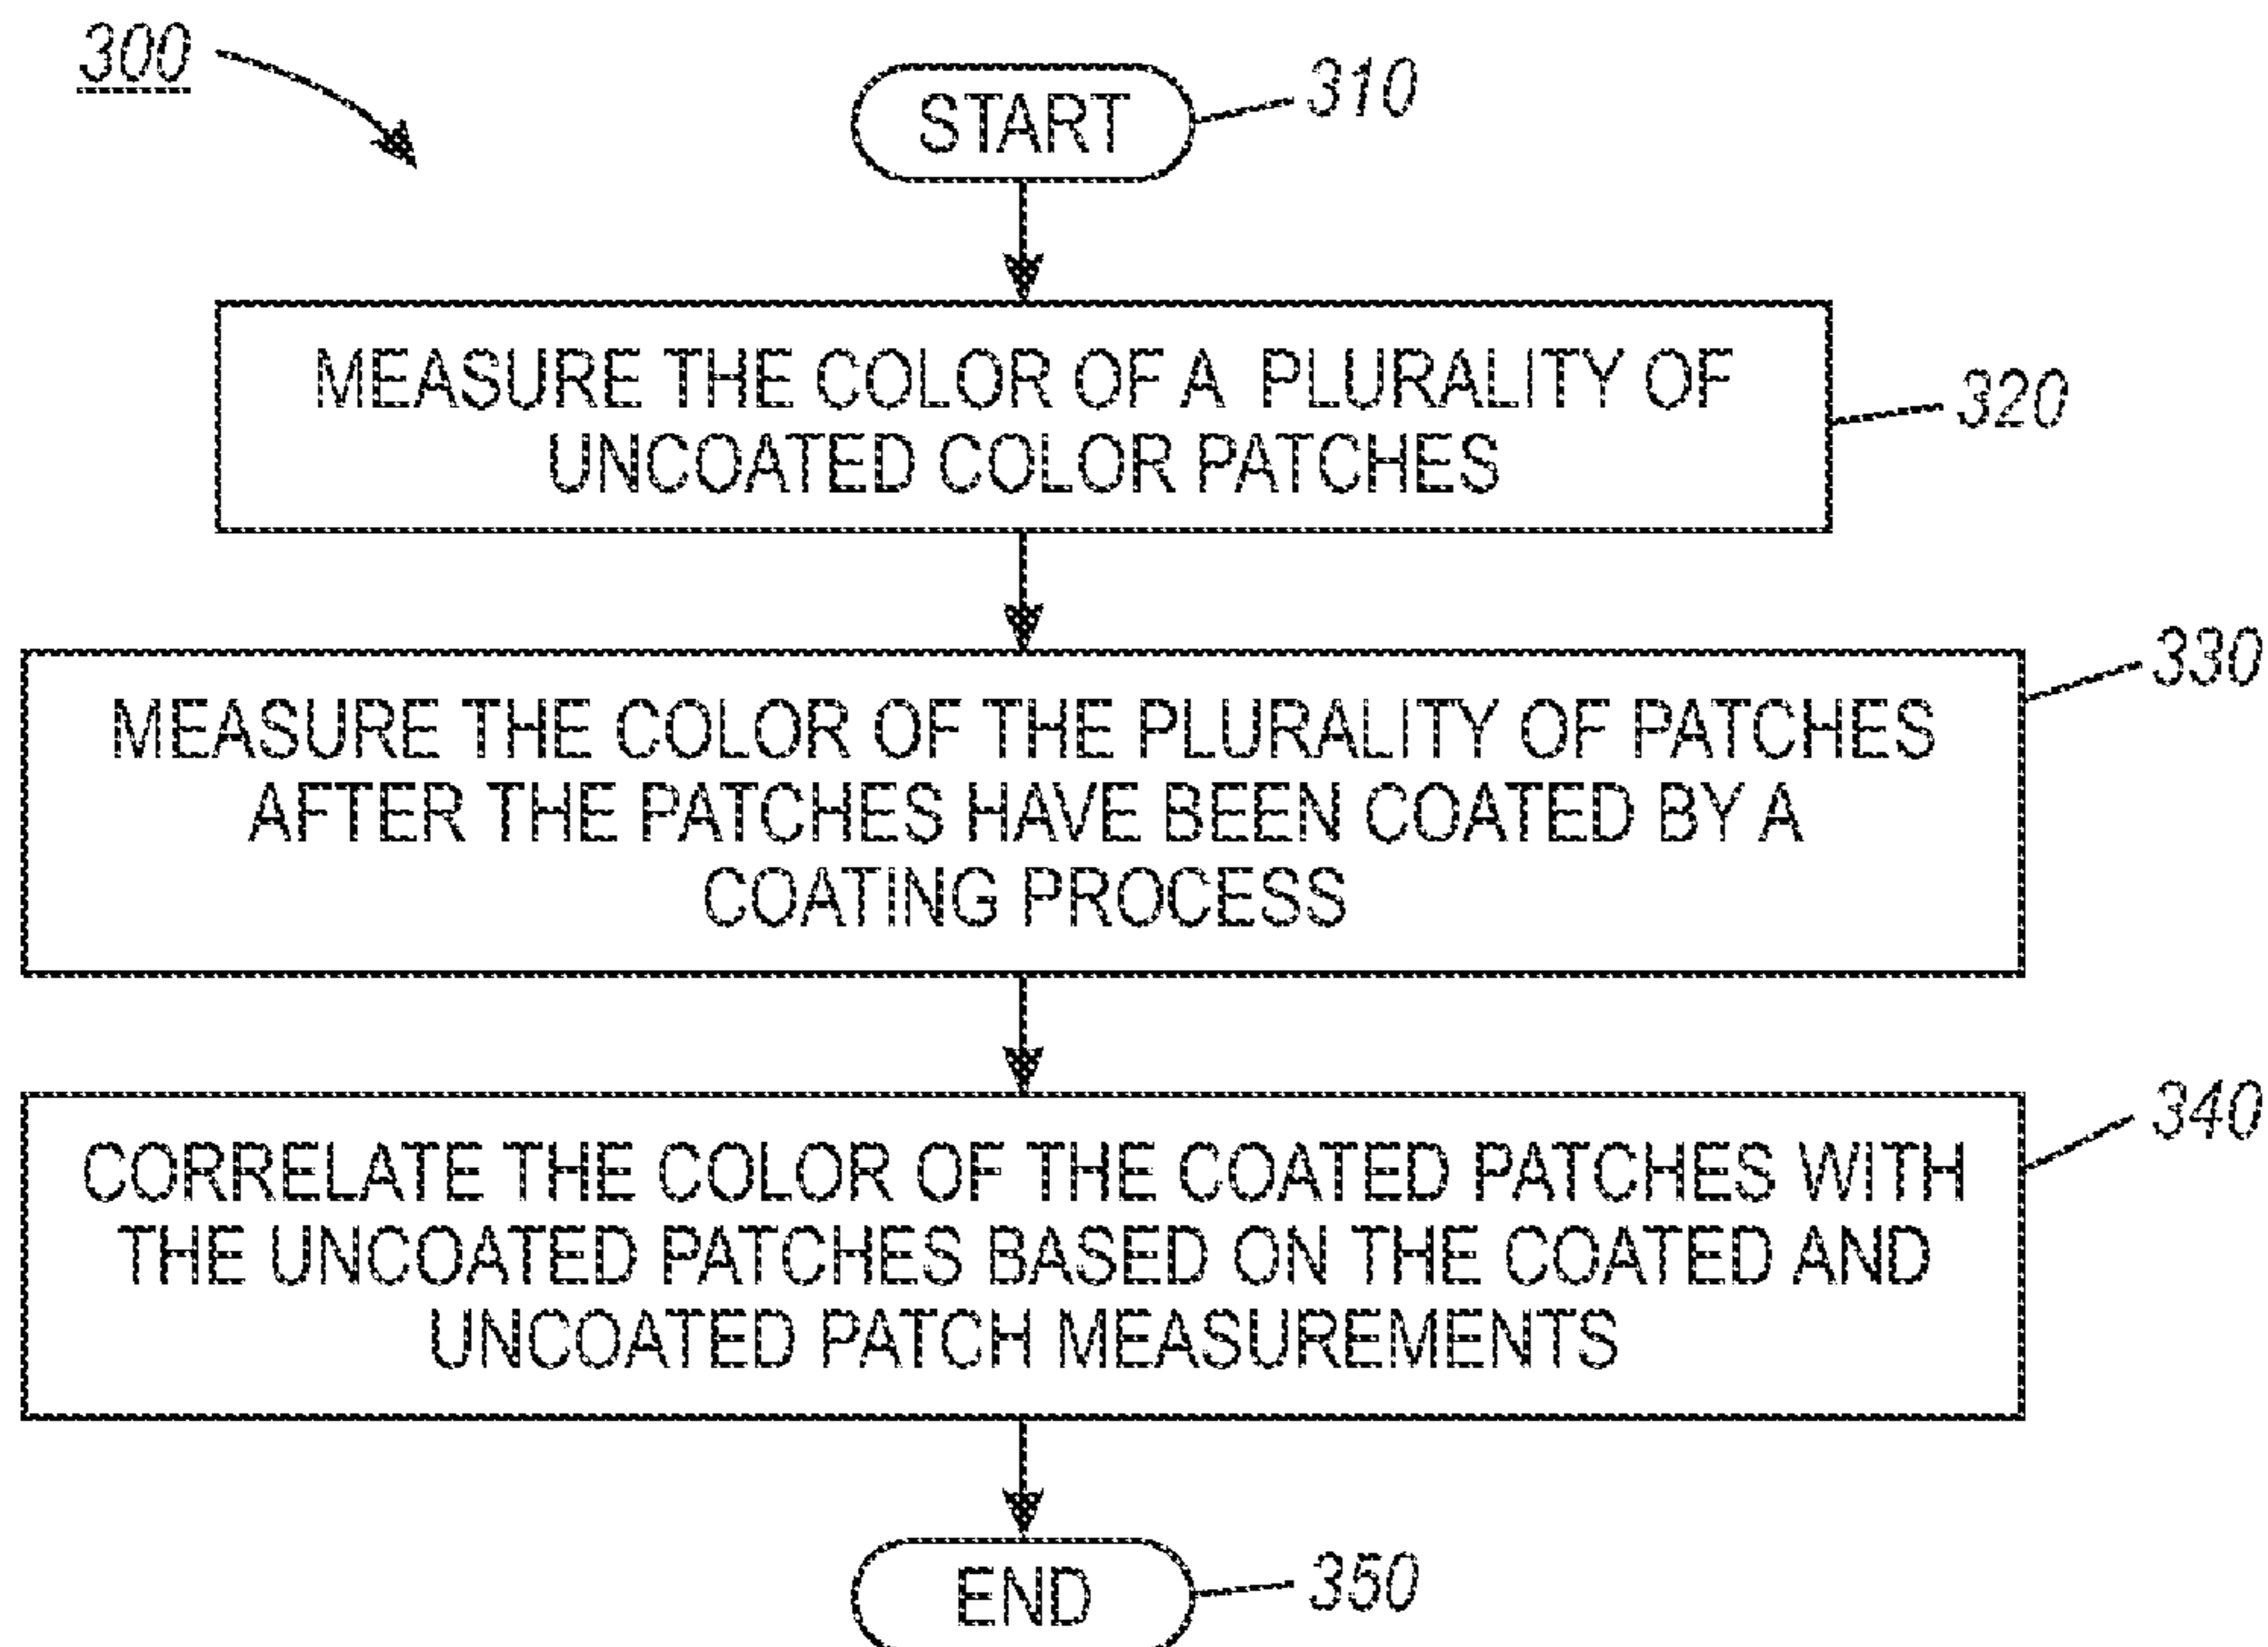 300
START
310
MEASURE THE COLOR OF A PLURALITY OF
UNCOATED COLOR PATCHES
320
MEASURE THE COLOR OF THE PLURALITY OF PATCHES
AFTER THE PATCHES HAVE BEEN COATED BY A
COATING PROCESS
330
CORRELATE THE COLOR OF THE COATED PATCHES WITH
THE UNCOATED PATCHES BASED ON THE COATED AND
UNCOATED PATCH MEASUREMENTS
340
END
350